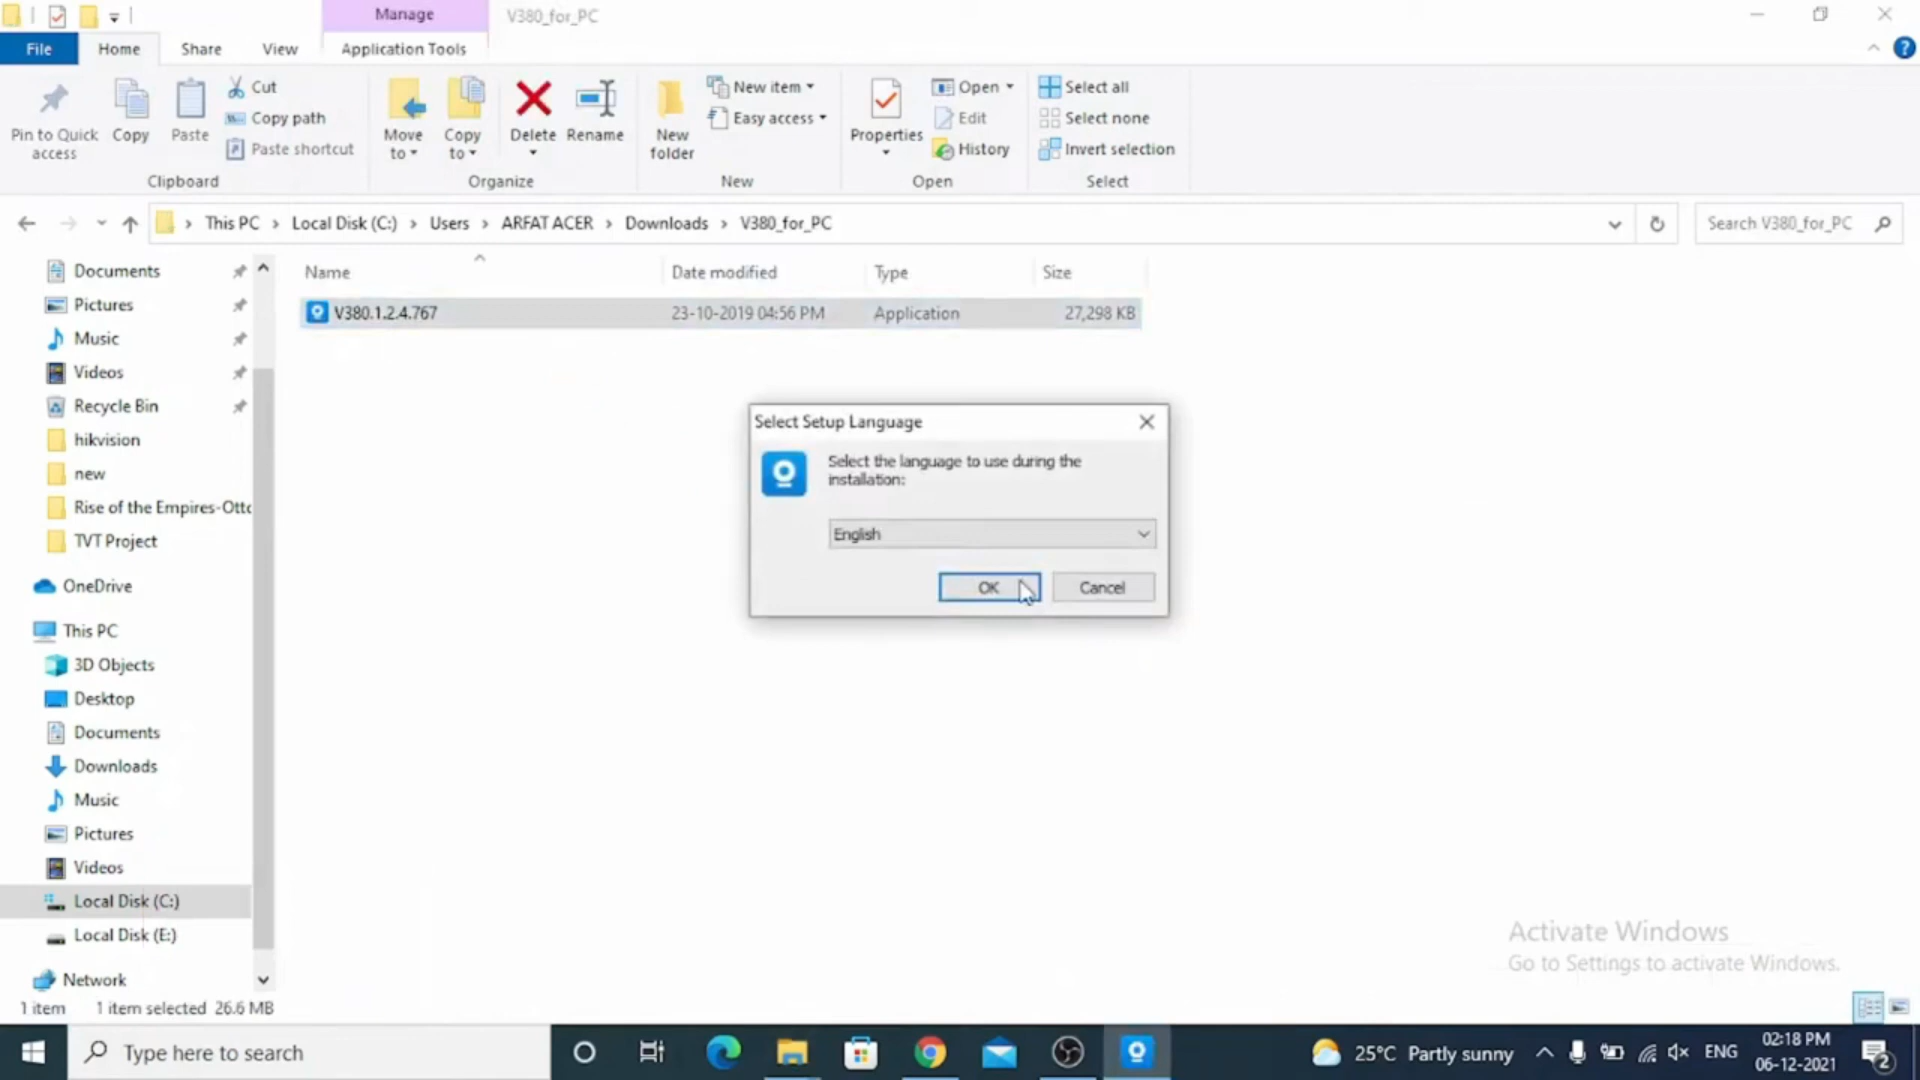 Manage
V380_for_PC
File
Home
Share
View
Application Tools
Pin to Quick
access
Copy
Paste
Cut
Copy path
Paste shortcut
Clipboard
Move
to
Copy
to
Delete
Rename
Organize
New
folder
New item
Easy access
New
Properties
Open
Edit
History
Open
Select all
Select none
Invert selection
Select
This PC
Local Disk (C:)
Users
ARFAT ACER
Downloads
V380_for_PC
Search V380_for_PC
Name
Date modified
Type
Size
V380.1.2.4.767
23-10-2019 04:56 PM
Application
27,298 KB
Documents
Pictures
Music
Videos
Recycle Bin
hikvision
new
Rise of the Empires-Otto
TVT Project
OneDrive
This PC
3D Objects
Desktop
Documents
Downloads
Music
Pictures
Videos
Local Disk (C:)
Local Disk (E:)
Network
Select Setup Language
Select the language to use during the
installation:
English
OK
Cancel
Activate Windows
Go to Settings to activate Windows.
1 item
1 item selected 26.6 MB
Type here to search
25°C Partly sunny
ENG
02:18 PM
06-12-2021
2